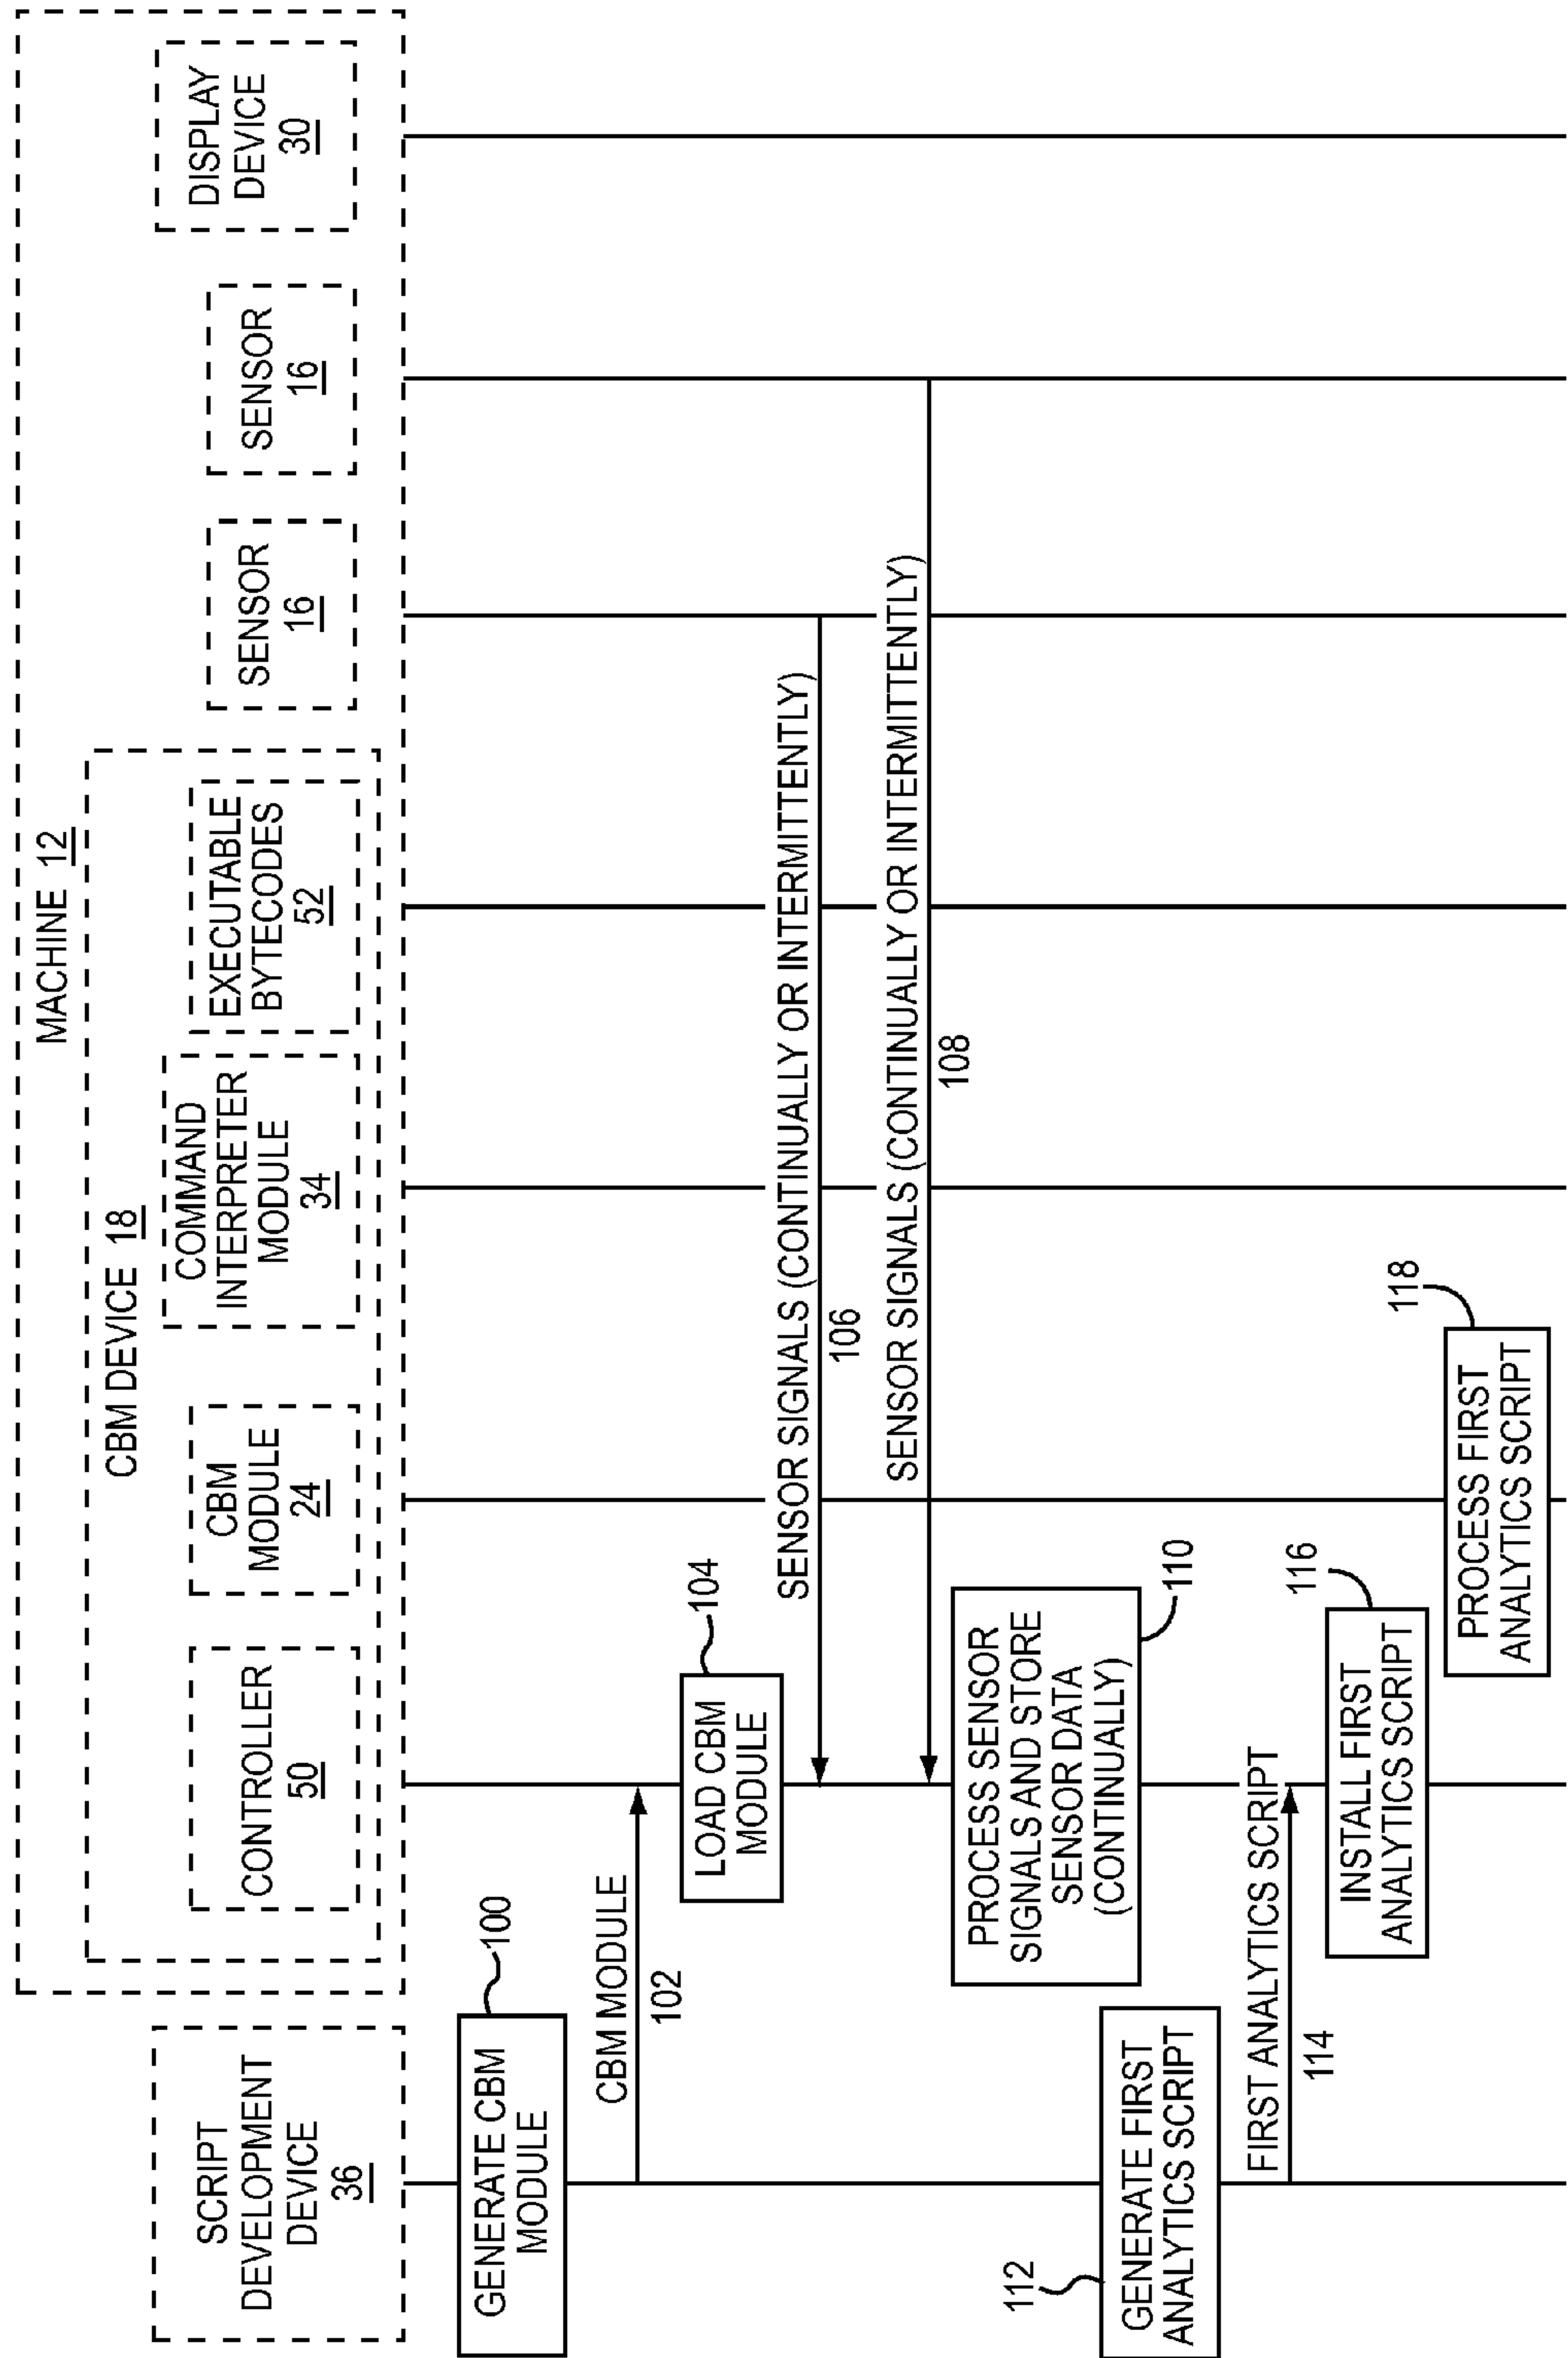 MACHINE 12
CBM DEVICE 18
SCRIPT
DEVELOPMENT
DEVICE
36
CONTROLLER
50
CBM
MODULE
24
COMMAND
INTERPRETER
MODULE
34
EXECUTABLE
BYTECODES
52
SENSOR
16
SENSOR
16
DISPLAY
DEVICE
30
GENERATE CBM
MODULE
100
CBM MODULE
102
LOAD CBM
MODULE
104
SENSOR SIGNALS (CONTINUALLY OR INTERMITTENTLY)
106
SENSOR SIGNALS (CONTINUALLY OR INTERMITTENTLY)
108
PROCESS SENSOR
SIGNALS AND STORE
SENSOR DATA
(CONTINUALLY)
110
112
GENERATE FIRST
ANALYTICS SCRIPT
FIRST ANALYTICS SCRIPT
114
INSTALL FIRST
ANALYTICS SCRIPT
116
PROCESS FIRST
ANALYTICS SCRIPT
118